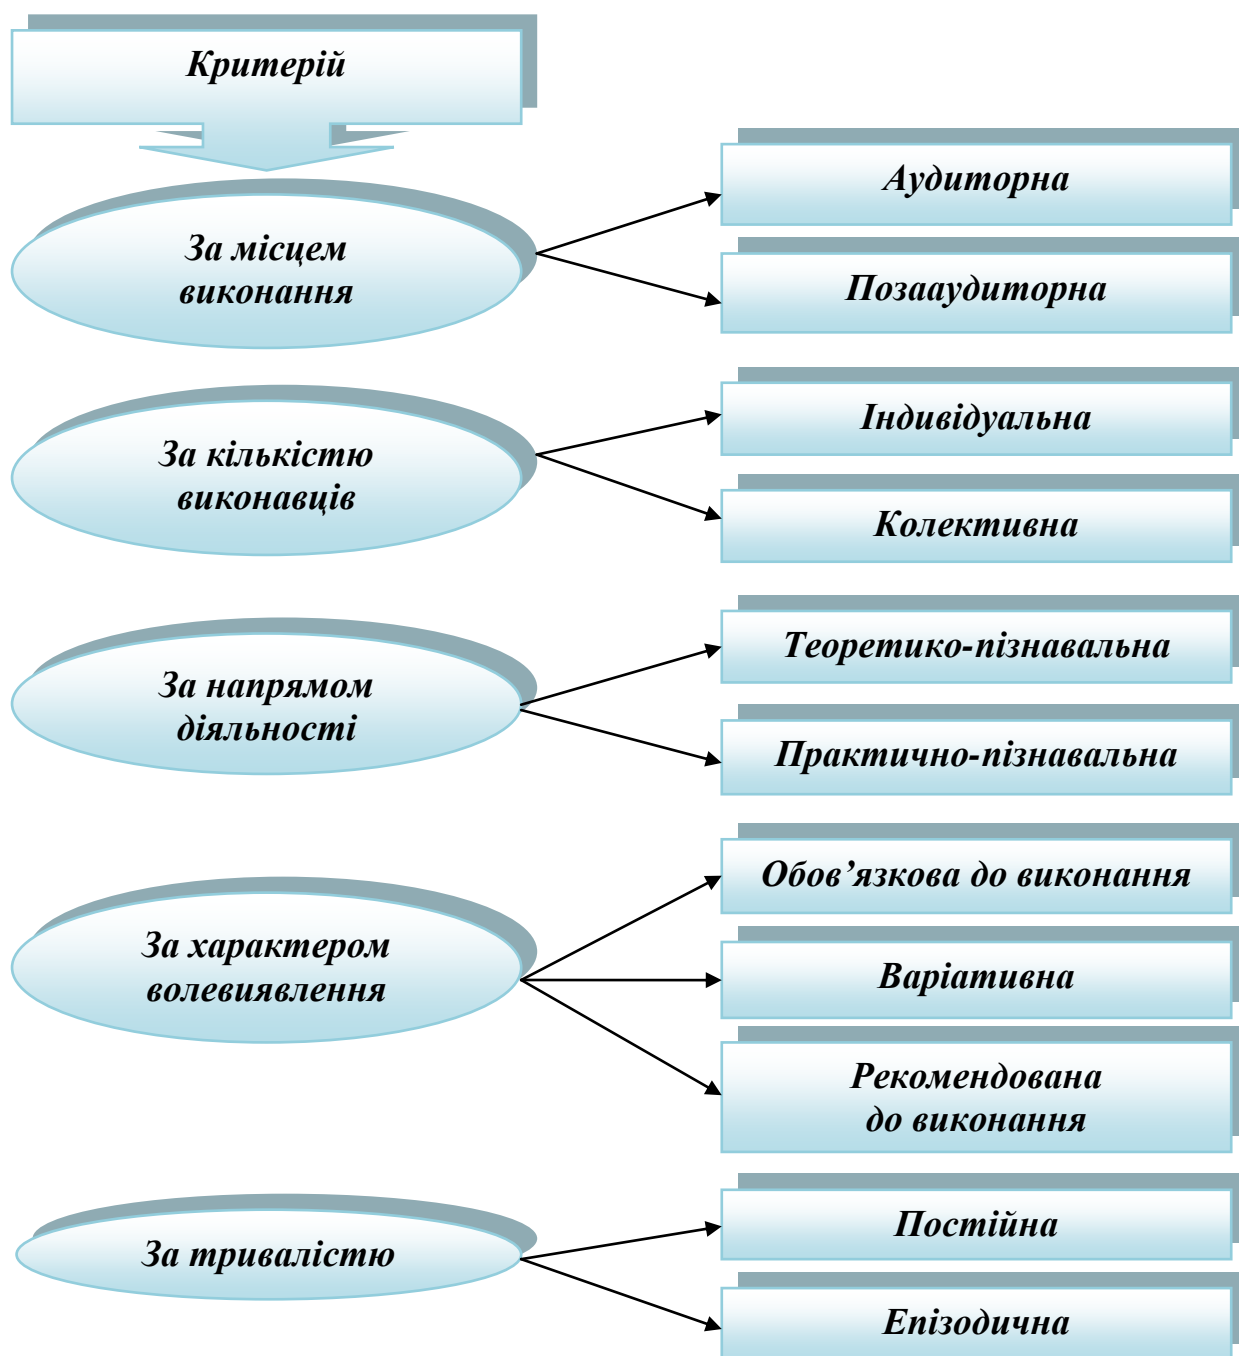 Критерій
За місцем
виконання
Аудиторна
Позааудиторна
За кількістю
виконавців
Індивідуальна
Колективна
За напрямом
діяльності
Теоретико-пізнавальна
Практично-пізнавальна
За характером
волевиявлення
Обов’язкова до виконання
Варіативна
Рекомендована
до виконання
За тривалістю
Постійна
Епізодична